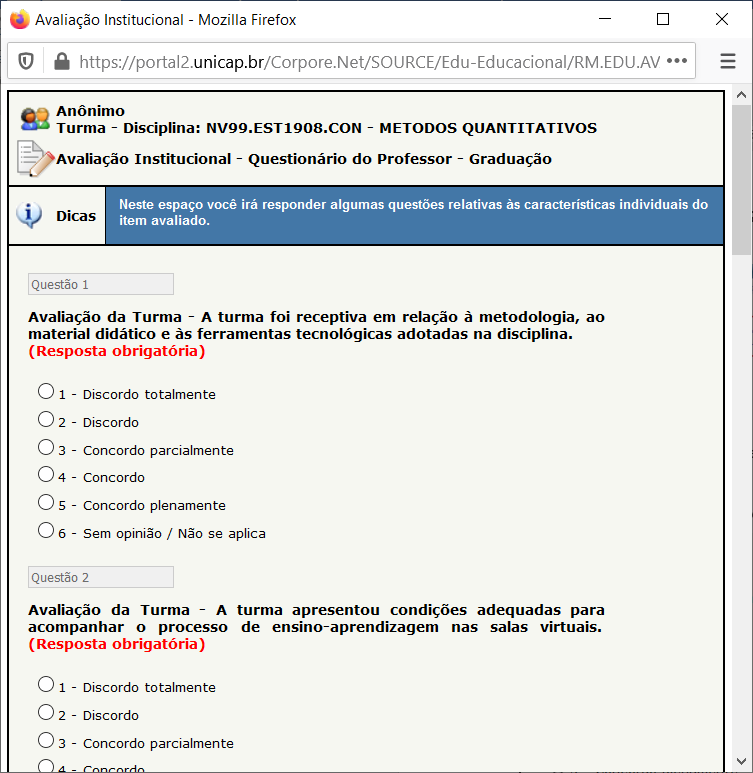 Avaliação Institucional - Mozilla Firefox
https://portal2.unicap.br/Corpore.Net/SOURCE/Edu-Educacional/RM.EDU.AV
Anônimo
Turma - Disciplina: NV99.EST1908.CON - METODOS QUANTITATIVOS
Avaliação Institucional - Questionário do Professor - Graduação
Dicas
Neste espaço você irá responder algumas questões relativas às características individuais do
item avaliado.
Questão 1
Avaliação da Turma - A turma foi receptiva em relação à metodologia, ao
material didático e às ferramentas tecnológicas adotadas na disciplina.
(Resposta obrigatória)
1 - Discordo totalmente
2 - Discordo
3 - Concordo parcialmente
4 - Concordo
5 - Concordo plenamente
6 - Sem opinião / Não se aplica
Questão 2
Avaliação da Turma - A turma apresentou condições adequadas para
acompanhar o processo de ensino-aprendizagem nas salas virtuais.
(Resposta obrigatória)
1 - Discordo totalmente
2 - Discordo
3 - Concordo parcialmente
4 - Concordo